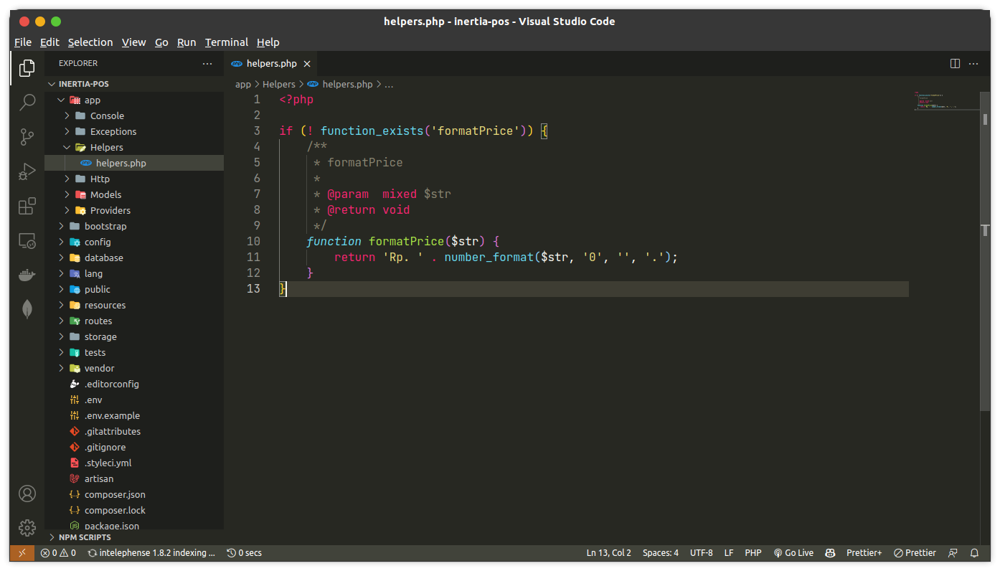 helpers.php - inertia-pos - Visual Studio Code
File Edit Selection View Go Run Terminal Help
EXPLORER ...
INERTIA-POS
app
Console
Exceptions
Helpers
helpers.php
Http
Models
Providers
bootstrap
config
database
lang
public
resources
routes
storage
tests
vendor
.editorconfig
.env
.env.example
.gitattributes
.gitignore
.styleci.yml
artisan
composer.json
composer.lock
package.json
NPM SCRIPTS
php helpers.php ×
app > Helpers > php helpers.php > ...
1 <?php
2
3 if (! function_exists('formatPrice')) {
4     /**
5      * formatPrice
6      *
7      * @param  mixed $str
8      * @return void
9      */
10     function formatPrice($str) {
11         return 'Rp. ' . number_format($str, '0', '', '.');
12     }
13 }
0 0 intelephense 1.8.2 indexing ... 0 secs Ln 13, Col 2 Spaces: 4 UTF-8 LF PHP Go Live Prettier+ Prettier